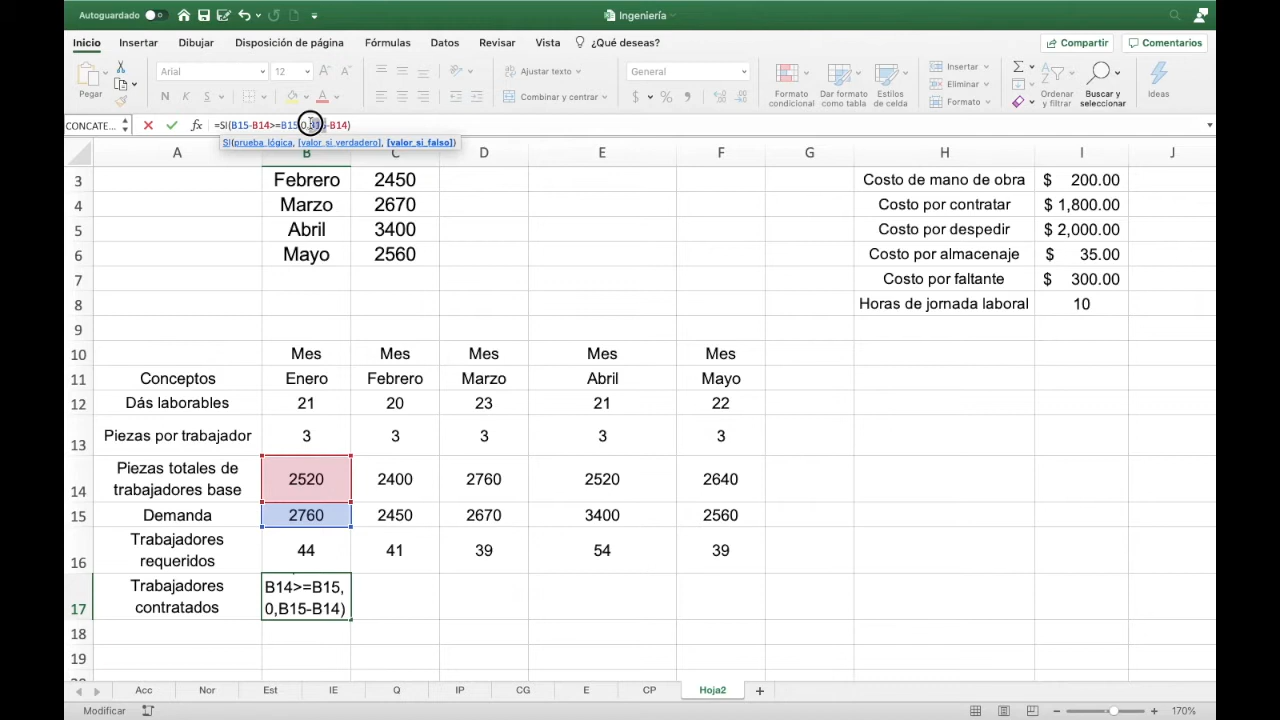 Autoguardado
Ingeniería
Inicio Insertar Dibujar Disposición de página Fórmulas Datos Revisar Vista ¿Qué deseas? Compartir Comentarios
Pegar
Arial 12
N K S
Ajustar texto
Combinar y centrar
General
$ %
Formato condicional
Dar formato como tabla
Estilos de celda
Insertar
Eliminar
Formato
Ordenar y filtrar
Buscar y seleccionar
Ideas
CONCATE... fx =SI(B15-B14>=B15,0,B15-B14)
SI(prueba_lógica, [valor_si_verdadero], [valor_si_falso])
A B C D E F G H I J
3 Febrero 2450 Costo de mano de obra $ 200.00
4 Marzo 2670 Costo por contratar $ 1,800.00
5 Abril 3400 Costo por despedir $ 2,000.00
6 Mayo 2560 Costo por almacenaje $ 35.00
7 Costo por faltante $ 300.00
8 Horas de jornada laboral 10
9
10 Mes Mes Mes Mes Mes
11 Conceptos Enero Febrero Marzo Abril Mayo
12 Dás laborables 21 20 23 21 22
13 Piezas por trabajador 3 3 3 3 3
Piezas totales de
14 trabajadores base 2520 2400 2760 2520 2640
15 Demanda 2760 2450 2670 3400 2560
Trabajadores
16 requeridos 44 41 39 54 39
Trabajadores B14>=B15,
17 contratados 0,B15-B14)
18
19
Acc Nor Est IE Q IP CG E CP Hoja2 +
Modificar 170%